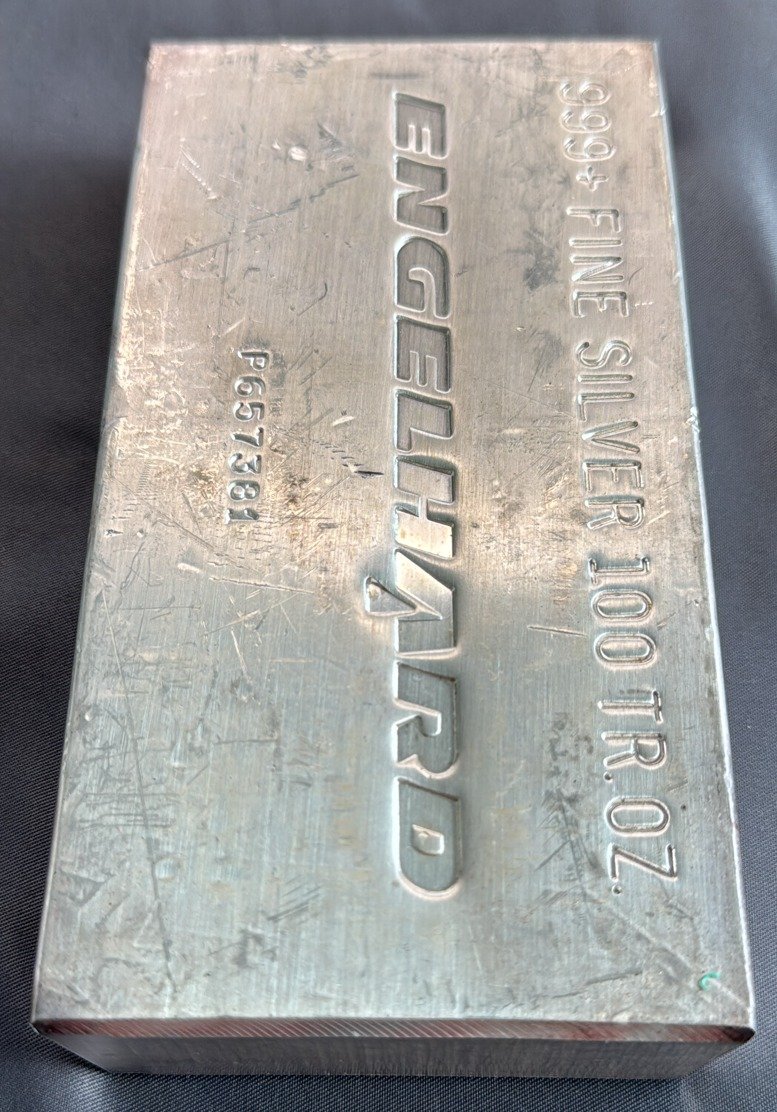 999+ FINE SILVER 100 TR. OZ.
ENGELHARD
P657381